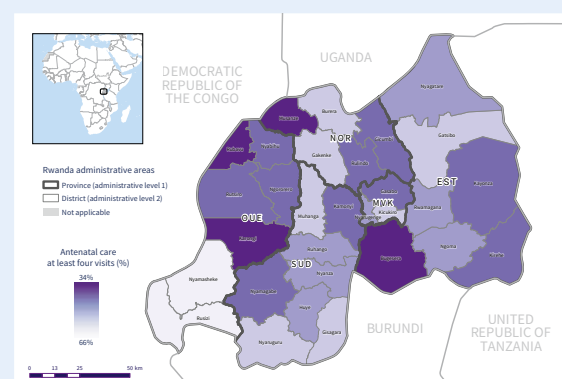 UGANDA
DEMOCRATIC
REPUBLIC OF
THE CONGO
Nyagatare
Burera
Musanze
NOR
Gatsibo
Gicumbi
Rubavu
Nyabihu
Gakenke
Rulindo
Rwanda administrative areas
Province (administrative level 1)
District (administrative level 2)
Not applicable
EST
Kayonza
Rutsiro
Ngororero
Gasabo
MVK
Kicukiro
Nyarugenge
Rwamagana
Muhanga
Kamonyi
OUE
Karongi
Ruhango
Ngoma
Kirehe
Bugesera
SUD
Nyanza
Antenatal care
at least four visits (%)
34%
66%
Nyamasheke
Nyamagabe
Huye
Rusizi
Gisagara
Nyaruguru
BURUNDI
UNITED
REPUBLIC OF
TANZANIA
0 13 25 50 km